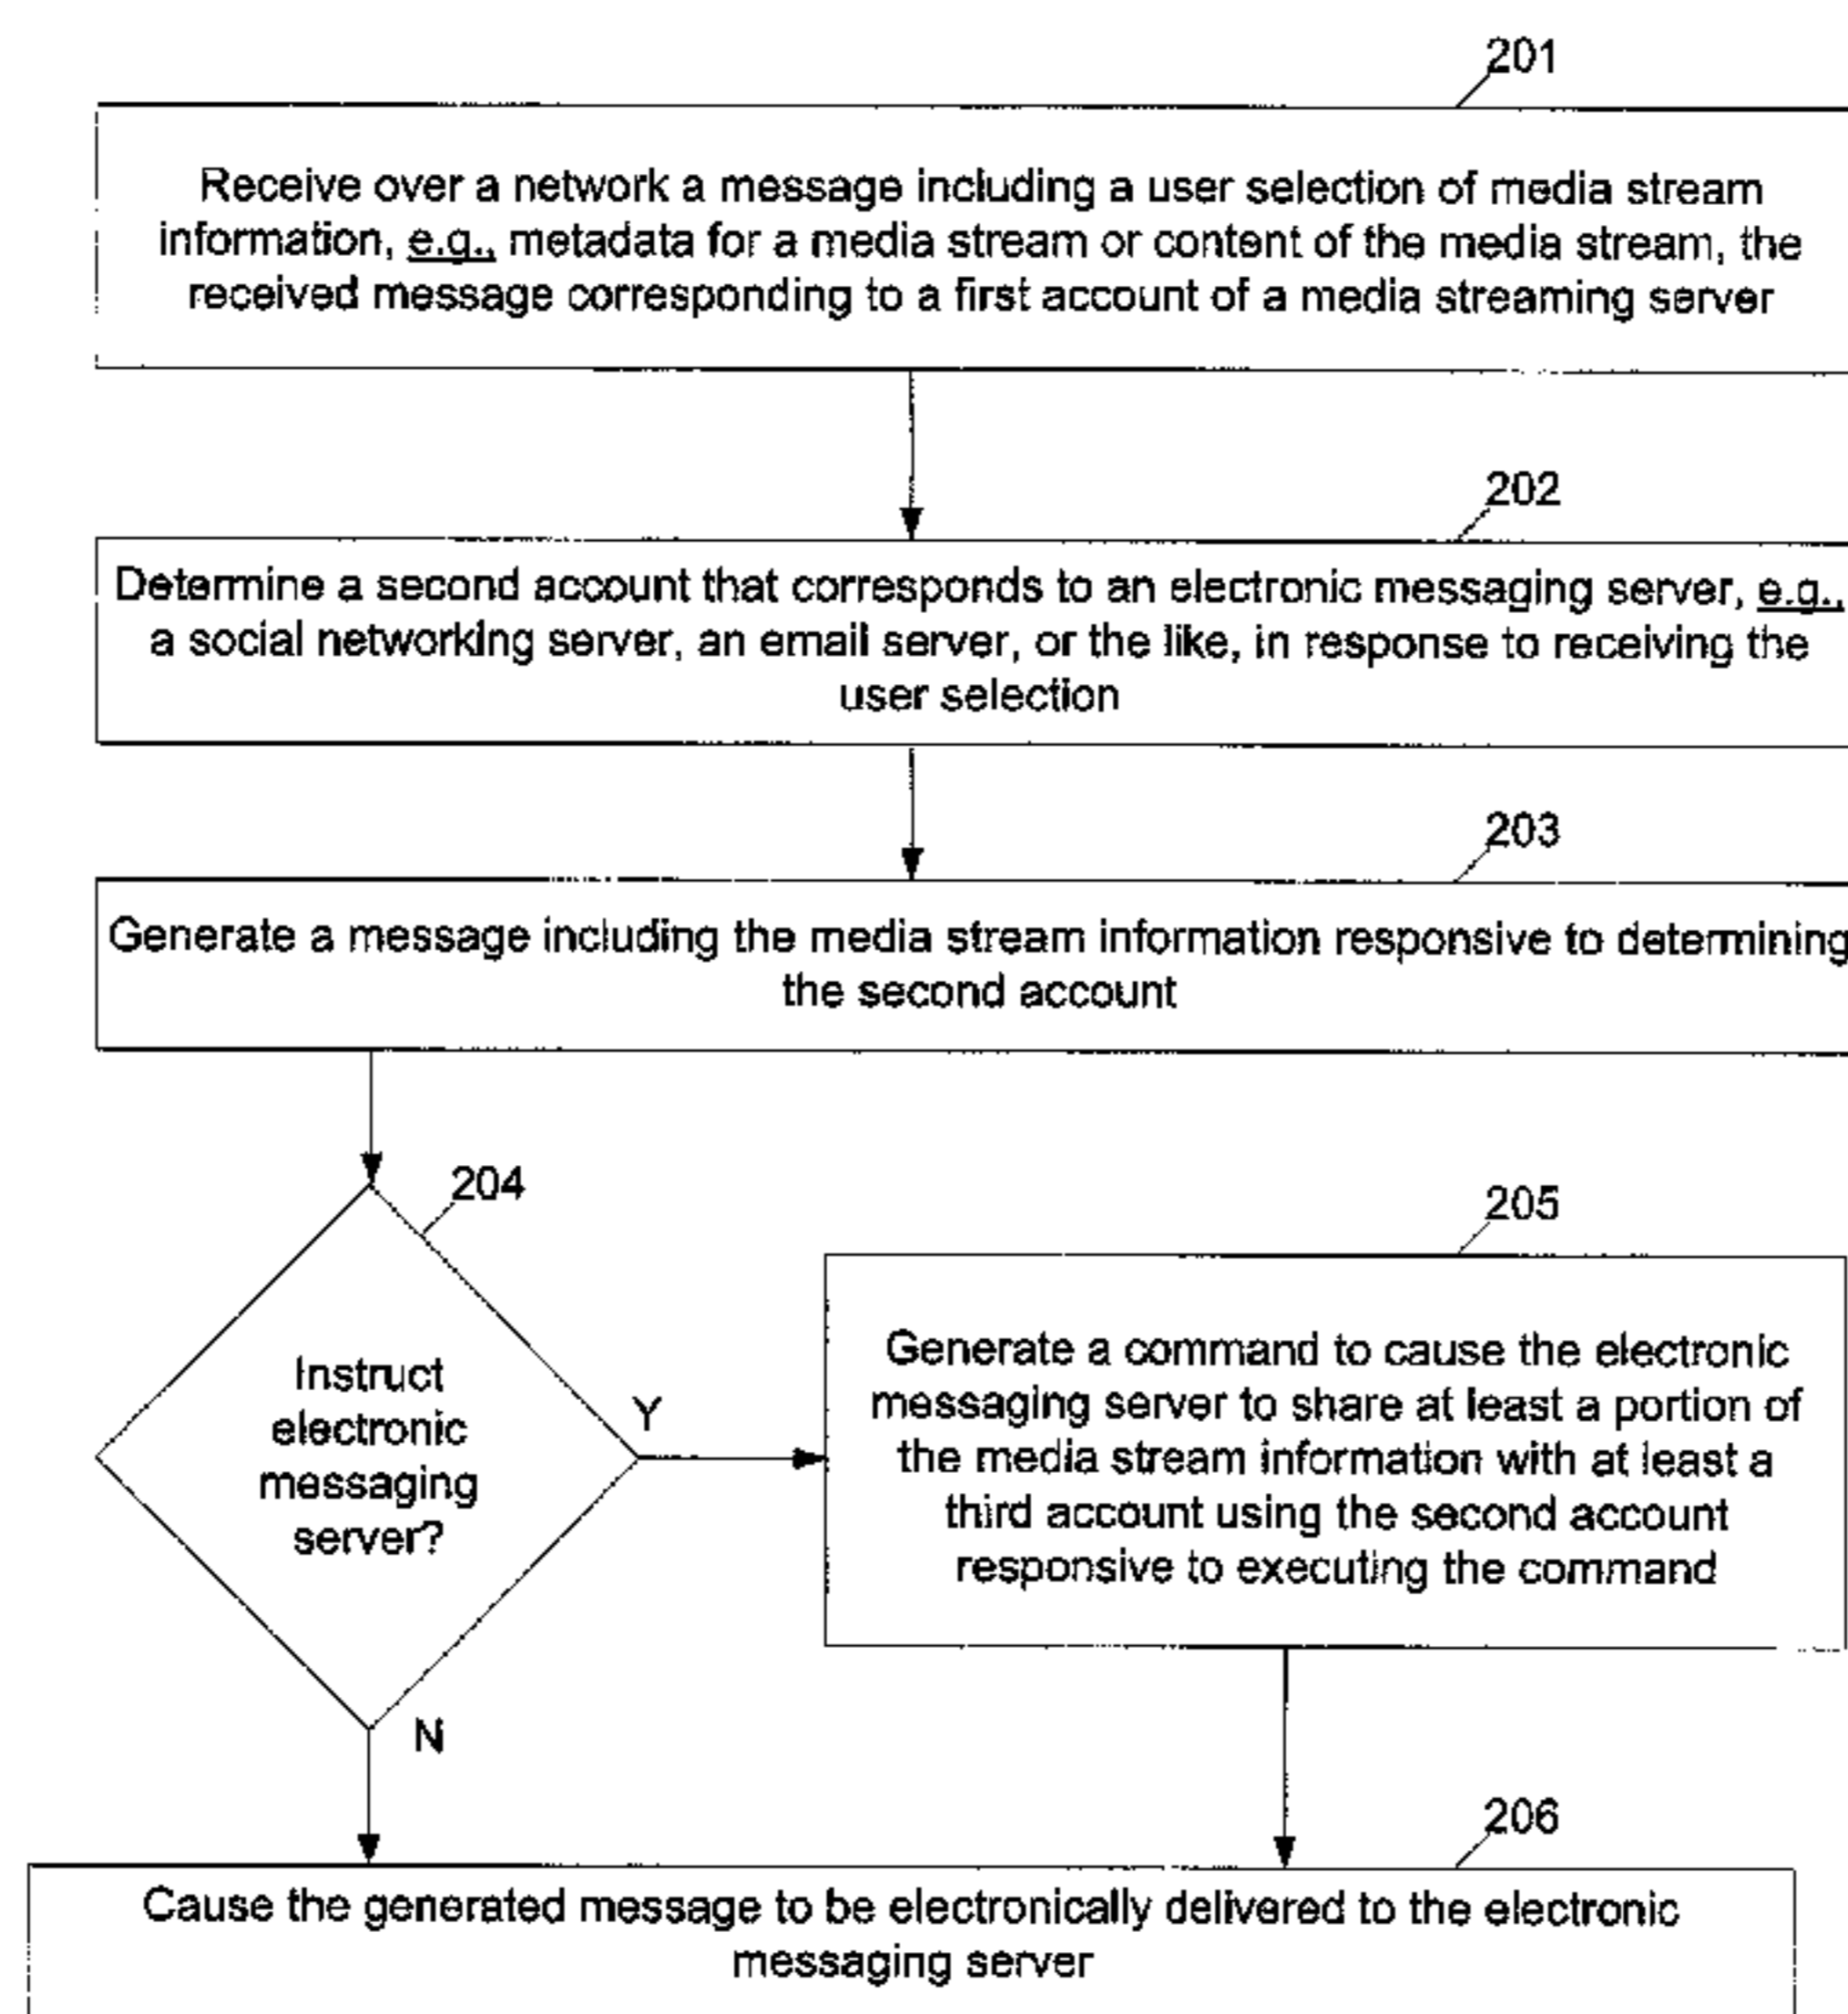 201
Receive over a network a message including a user selection of media stream
information, e.g., metadata for a media stream or content of the media stream, the
received message corresponding to a first account of a media streaming server
202
Determine a second account that corresponds to an electronic messaging server, e.g.,
a social networking server, an email server, or the like, in response to receiving the
user selection
203
Generate a message including the media stream information responsive to determining
the second account
204
Instruct
electronic
messaging
server?
Y
N
205
Generate a command to cause the electronic
messaging server to share at least a portion of
the media stream information with at least a
third account using the second account
responsive to executing the command
206
Cause the generated message to be electronically delivered to the electronic
messaging server